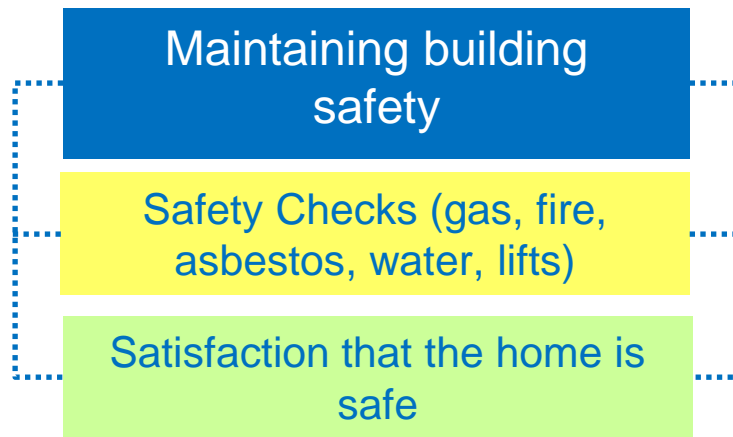 Maintaining building
safety
Safety Checks (gas, fire,
asbestos, water, lifts)
Satisfaction that the home is
safe